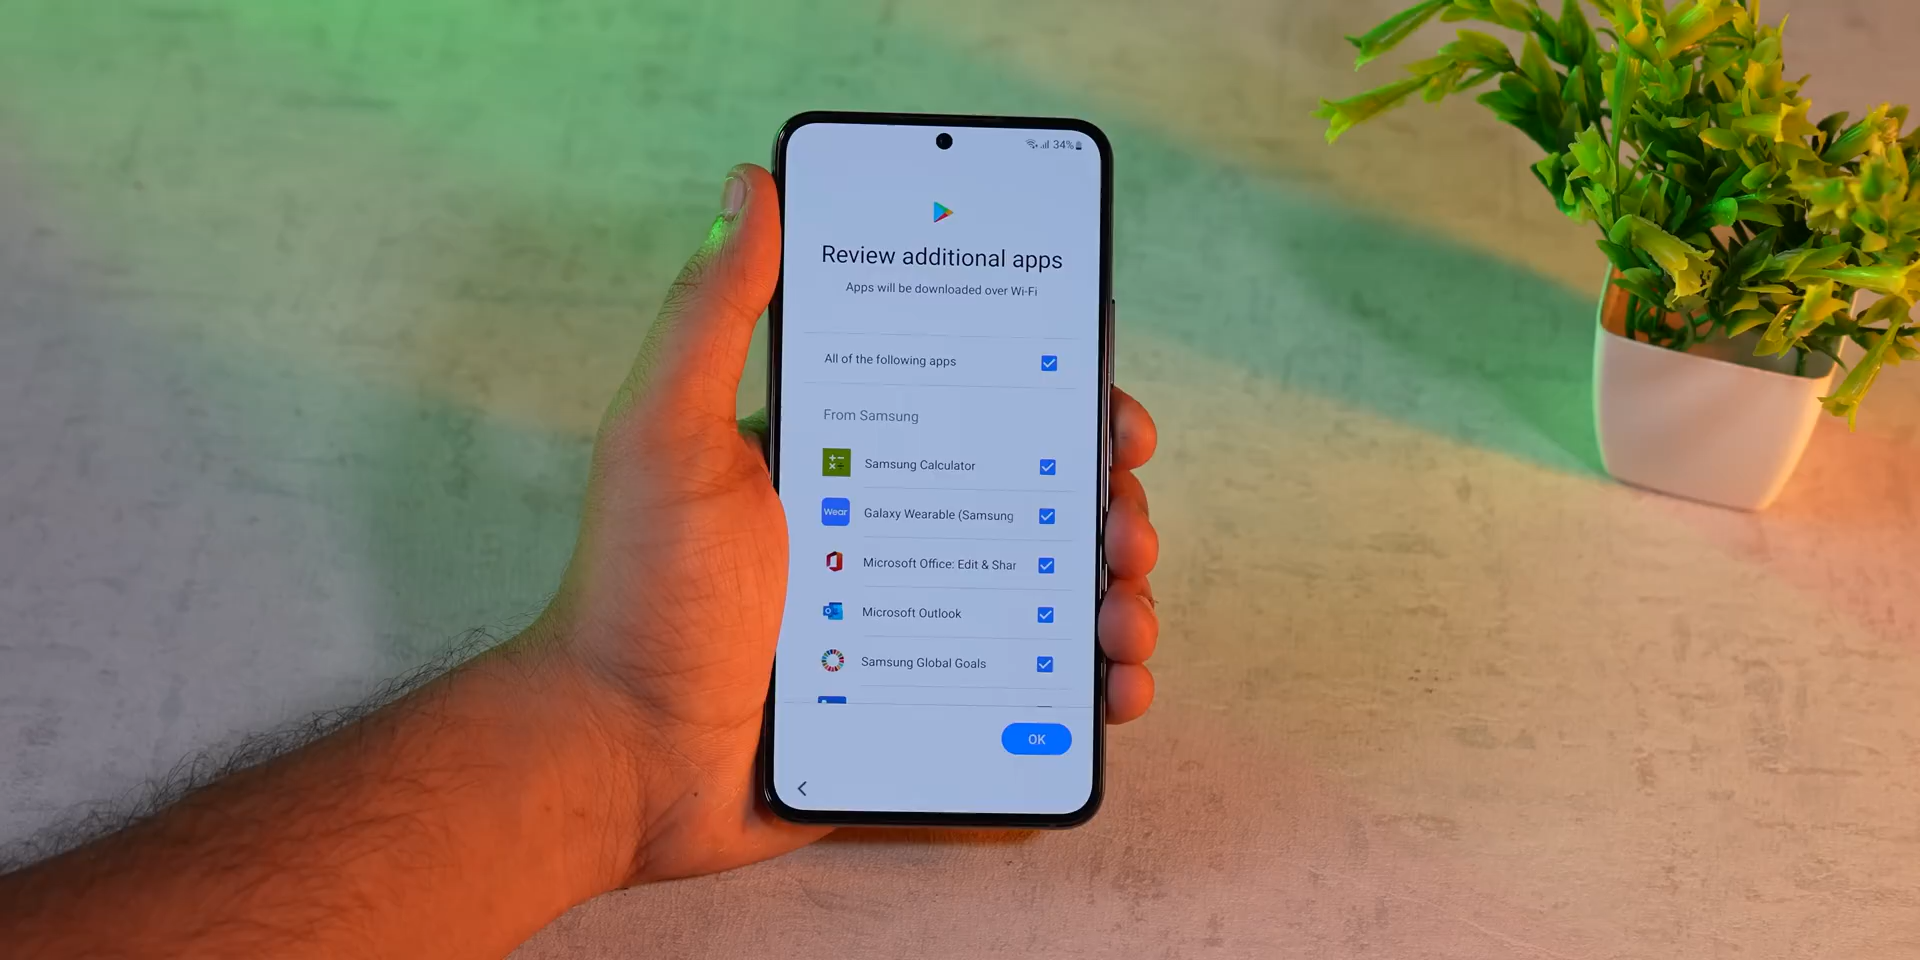 34%
Review additional apps
Apps will be downloaded over Wi-Fi
All of the following apps
From Samsung
Samsung Calculator
Wear
Galaxy Wearable (Samsung
Microsoft Office: Edit & Shar
Microsoft Outlook
Samsung Global Goals
OK